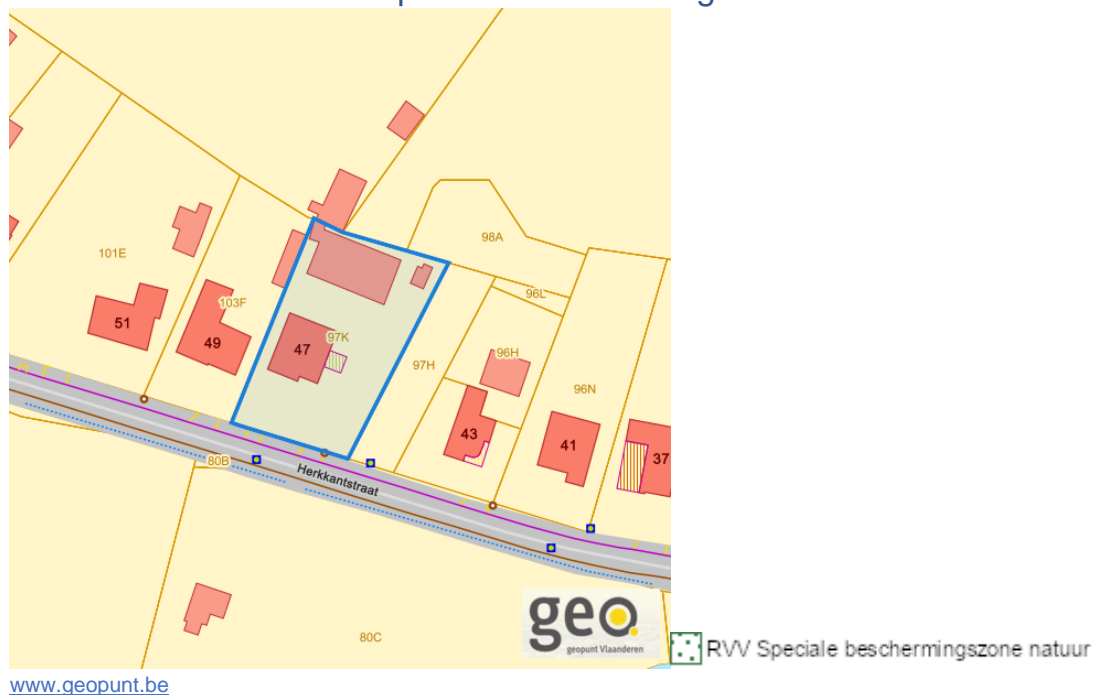 101E
98A
103F
96L
51
49
47
97K
97H
96H
96N
43
41
37
80B
Herkkantstraat
80C
geo
geopunt Vlaanderen
RVV Speciale beschermingszone natuur
www.geopunt.be